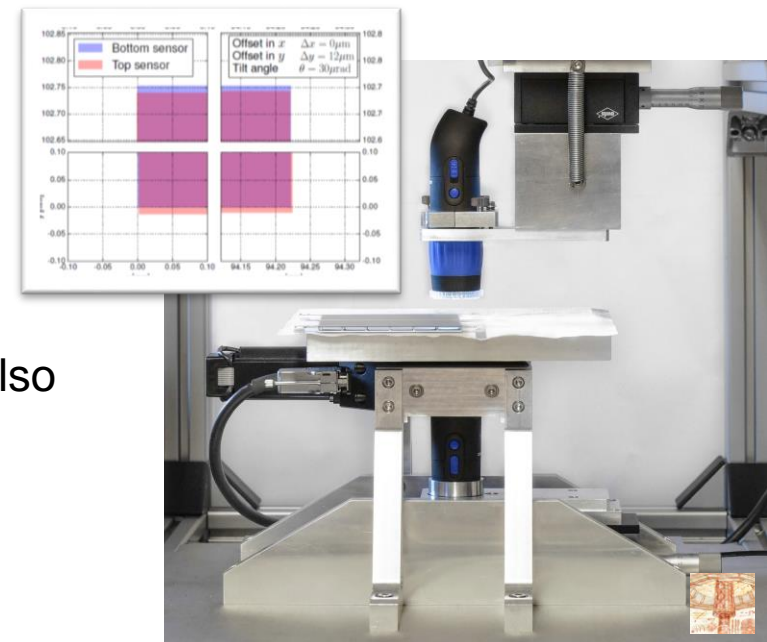 102.85
102.80
102.75
102.70
102.65
Bottom sensor
Top sensor
Offset in x Δx = 0μm
Offset in y Δy = 12μm
Tilt angle θ = 30μrad
102.8
102.8
102.7
102.7
102.6
0.10
0.05
0.00
-0.05
-0.10
0.10
0.05
0.00
-0.05
-0.10
-0.10 -0.05 0.00 0.05 0.10
94.15 94.20 94.25 94.30
lso